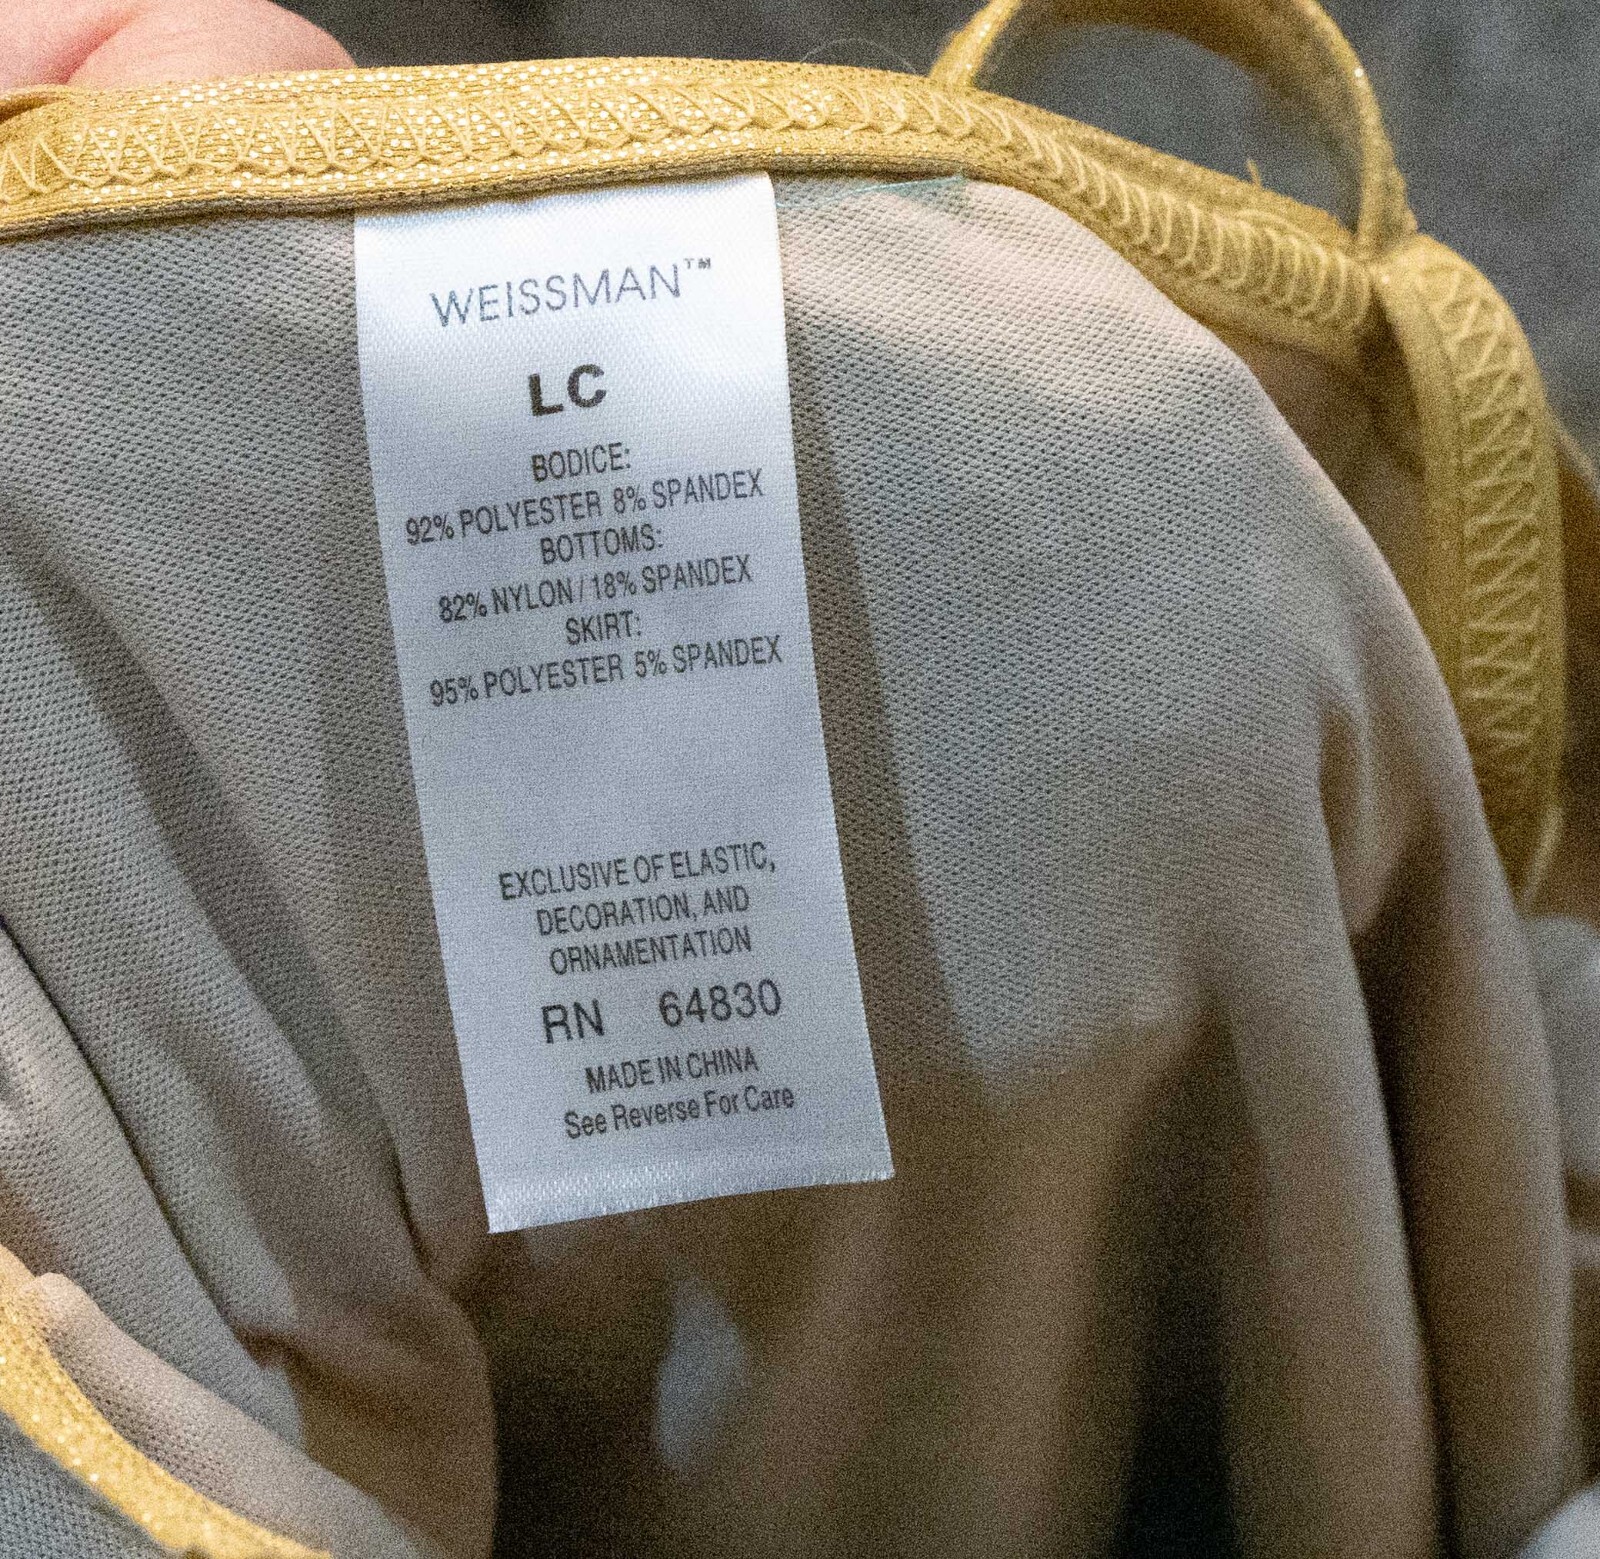 WEISSMAN™
LC
BODICE:
92% POLYESTER 8% SPANDEX
BOTTOMS:
82% NYLON / 18% SPANDEX
SKIRT:
95% POLYESTER 5% SPANDEX
EXCLUSIVE OF ELASTIC,
DECORATION, AND
ORNAMENTATION
RN 64830
MADE IN CHINA
See Reverse For Care